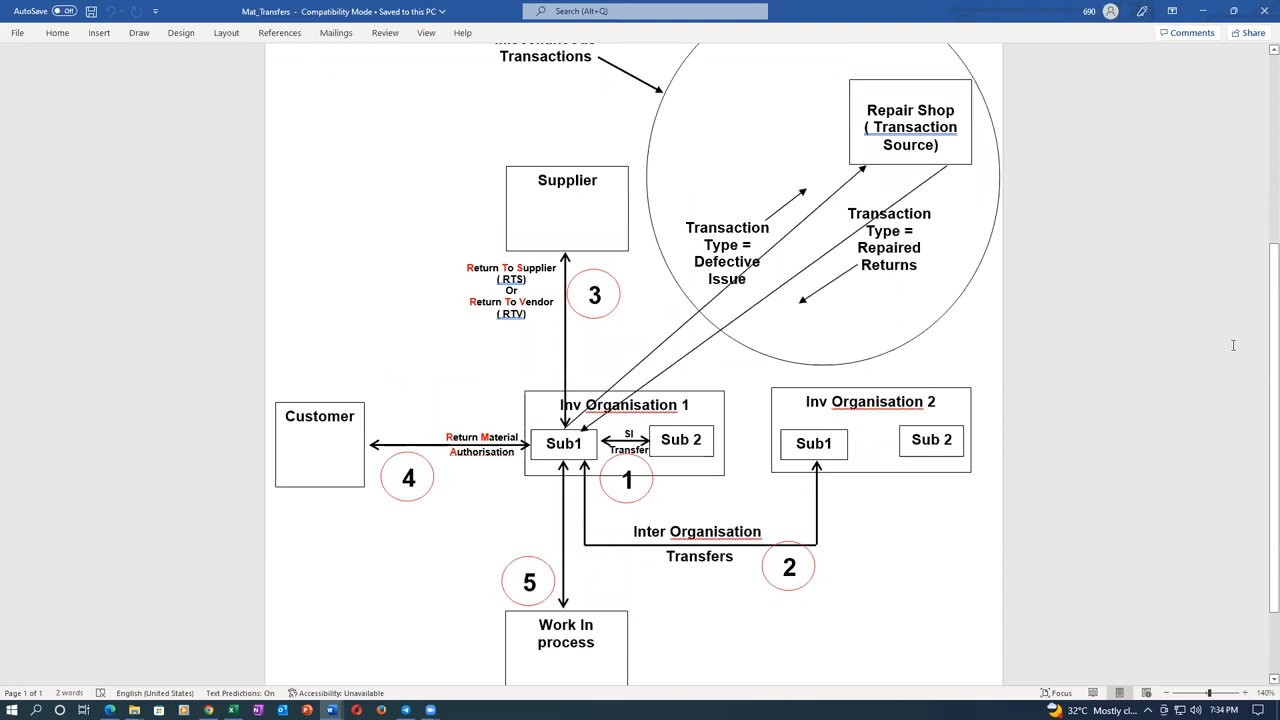 AutoSave
Off
Mat_Transfers - Compatibility Mode • Saved to this PC
Search (Alt+Q)
690
File
Home
Insert
Draw
Design
Layout
References
Mailings
Review
View
Help
Comments
Share
Miscellaneous
Transactions
Repair Shop
( Transaction
Source)
Supplier
Transaction
Type =
Defective
Issue
Transaction
Type =
Repaired
Returns
Return To Supplier
( RTS)
Or
Return To Vendor
( RTV)
3
Inv Organisation 1
Sub1
SI
Transfer
Sub 2
1
Inv Organisation 2
Sub1
Sub 2
Customer
Return Material
Authorisation
4
Inter Organisation
Transfers
2
5
Work In
process
Page 1 of 1
2 words
English (United States)
Text Predictions: On
Accessibility: Unavailable
Focus
140%
32°C Mostly cl...
7:34 PM